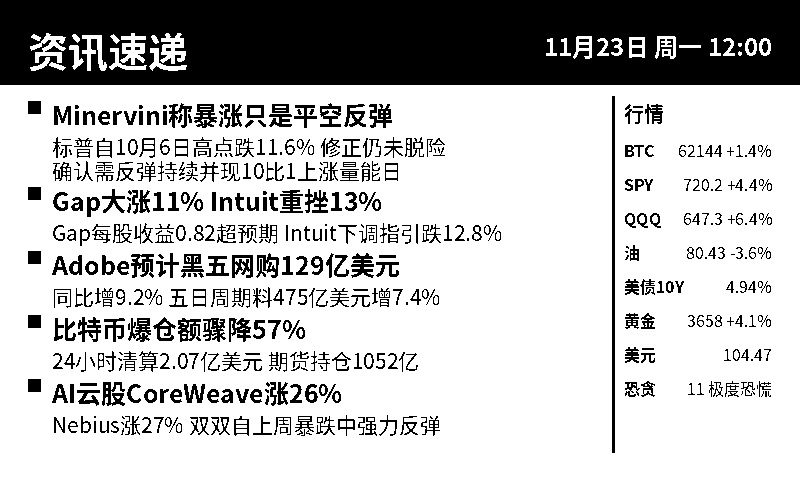 资讯速递
11月23日 周一 12:00
Minervini称暴涨只是平空反弹
标普自10月6日高点跌11.6% 修正仍未脱险
确认需反弹持续并现10比1上涨量能日
Gap大涨11% Intuit重挫13%
Gap每股收益0.82超预期 Intuit下调指引跌12.8%
Adobe预计黑五网购129亿美元
同比增9.2% 五日周期料475亿美元增7.4%
比特币爆仓额骤降57%
24小时清算2.07亿美元 期货持仓1052亿
AI云股CoreWeave涨26%
Nebius涨27% 双双自上周暴跌中强力反弹
行情
BTC 62144 +1.4%
SPY 720.2 +4.4%
QQQ 647.3 +6.4%
油 80.43 -3.6%
美债10Y 4.94%
黄金 3658 +4.1%
美元 104.47
恐贪 11 极度恐慌